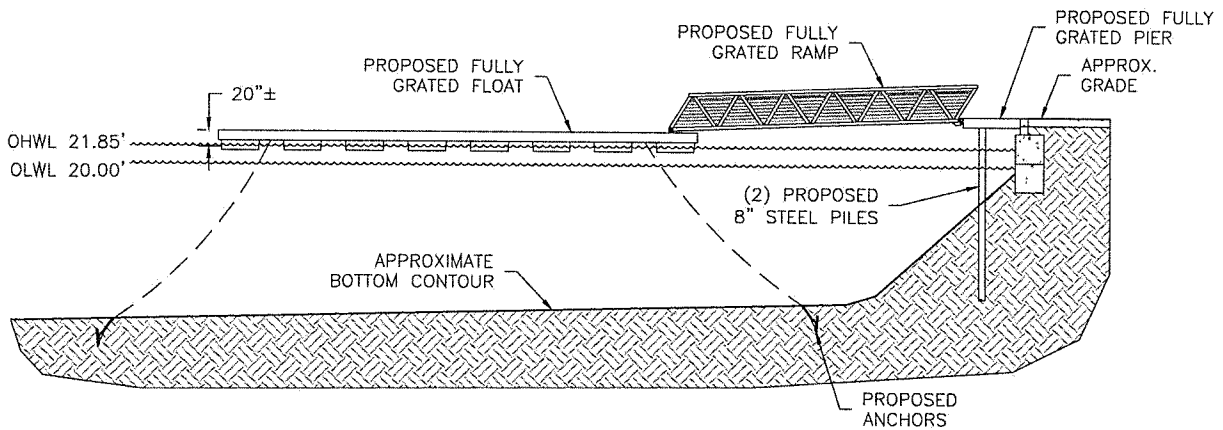 PROPOSED FULLY
GRATED PIER
PROPOSED FULLY
GRATED RAMP
APPROX.
GRADE
PROPOSED FULLY
GRATED FLOAT
20"±
OHWL 21.85'
OLWL 20.00'
(2) PROPOSED
8" STEEL PILES
APPROXIMATE
BOTTOM CONTOUR
PROPOSED
ANCHORS